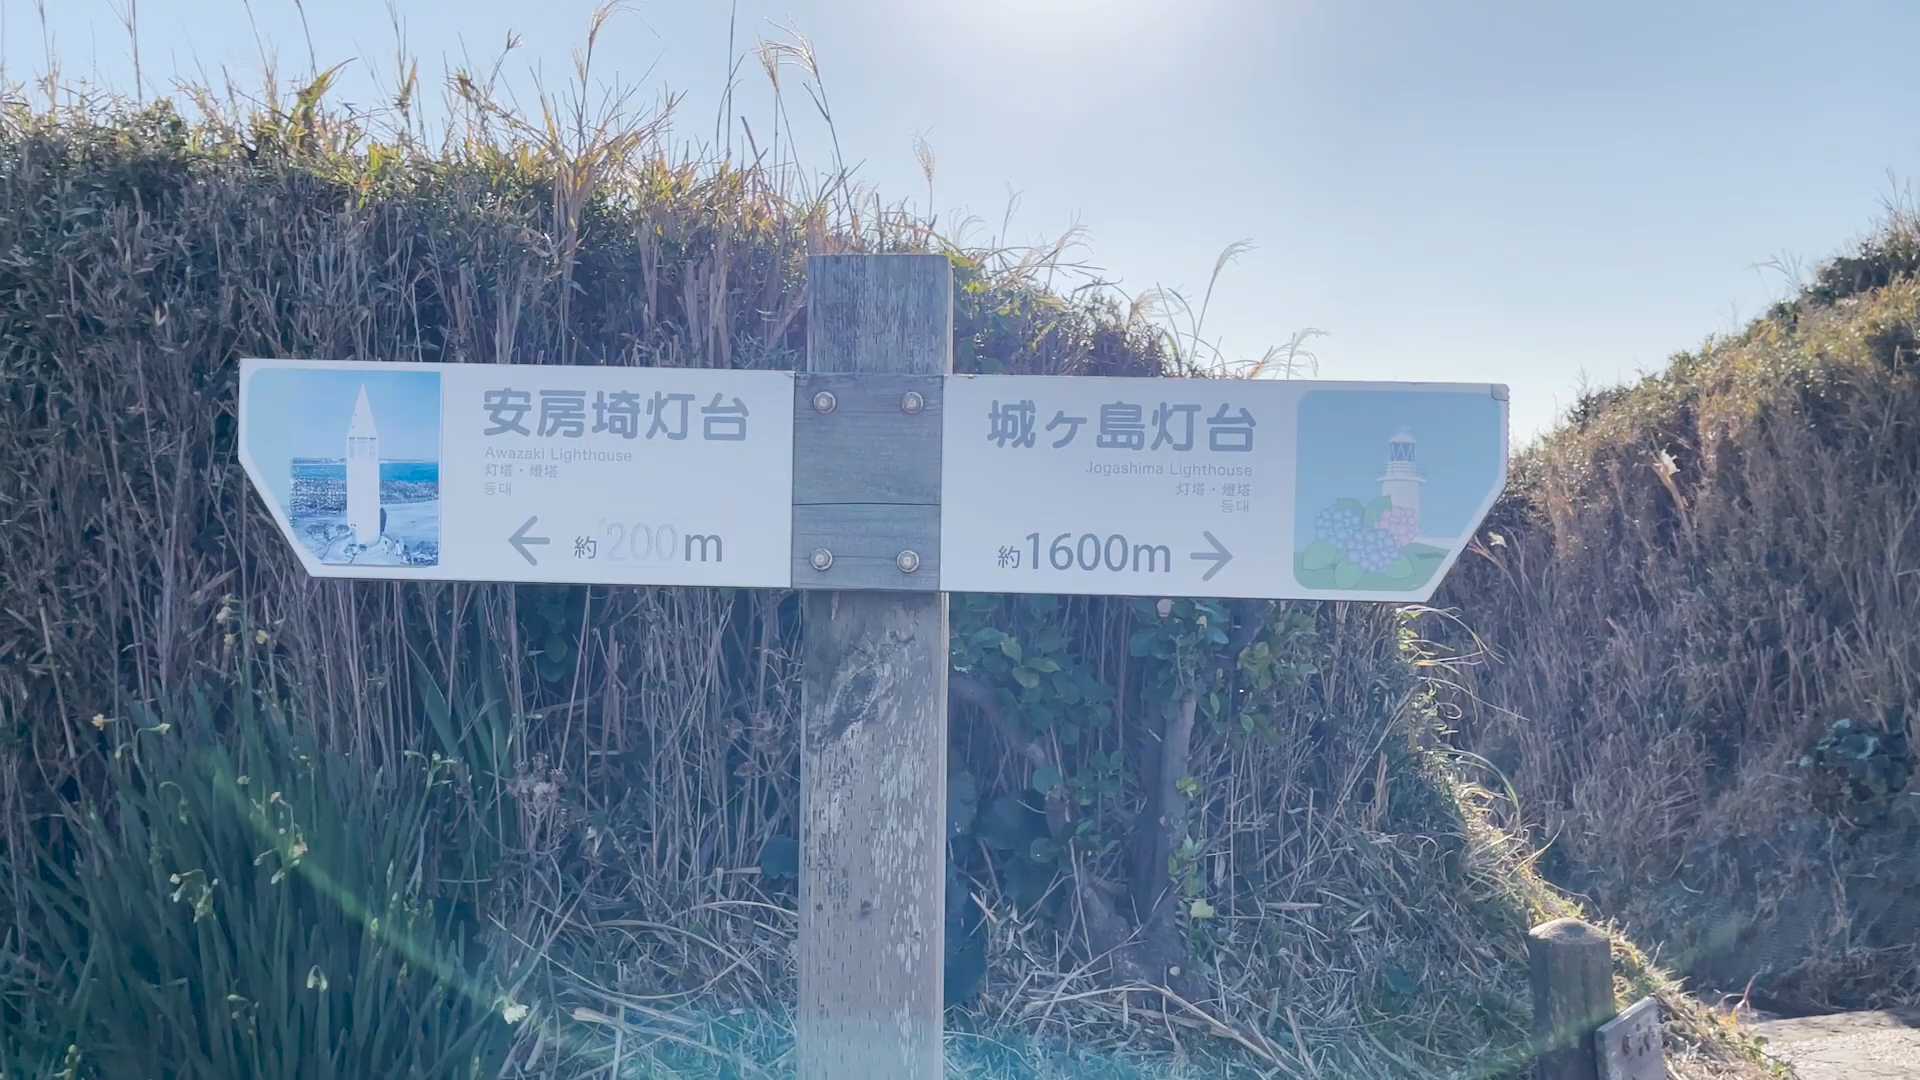 安房埼灯台
Awazaki Lighthouse
灯塔・燈塔
등대
← 約200m
城ヶ島灯台
Jogashima Lighthouse
灯塔・燈塔
등대
約1600m →